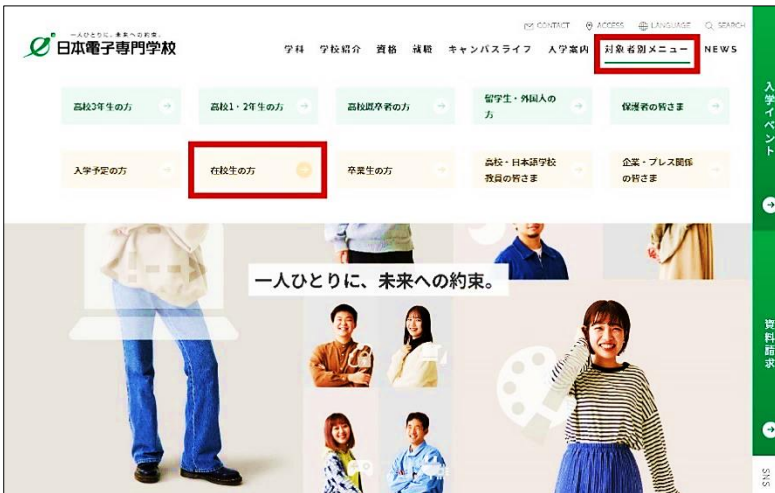 CONTACT ACCESS LANGUAGE SEARCH
一人ひとりに、未来への約束。
日本電子専門学校
学科 学校紹介 資格 就職 キャンパスライフ 入学案内 対象者別メニュー NEWS
高校3年生の方
高校1・2年生の方
高校既卒者の方
留学生・外国人の
方
保護者の皆さま
入学予定の方
在校生の方
卒業生の方
高校・日本語学校
教員の皆さま
企業・プレス関係
の皆さま
一人ひとりに、未来への約束。
入学イベント
資料請求
SNS